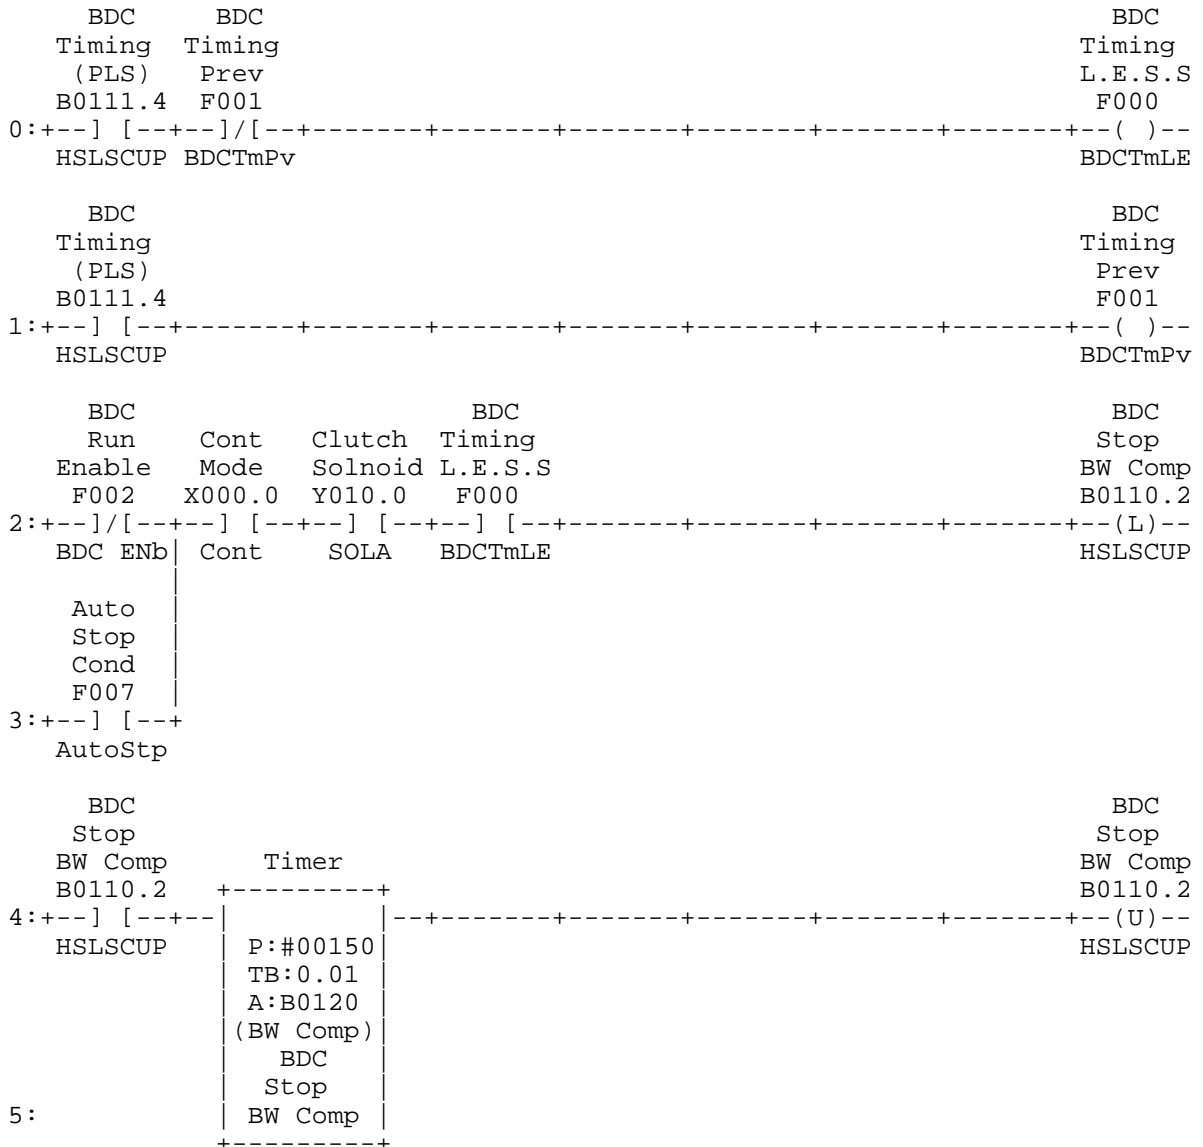 BDC     BDC                                                      BDC
   Timing  Timing                                                  Timing
    (PLS)   Prev                                                   L.E.S.S
   B0111.4  F001                                                    F000
0:+--] [--+--]/[--+-------+-------+-------+-------+-------+-------+--( )--
   HSLSCUP BDCTmPv                                                 BDCTmLE

     BDC                                                              BDC
   Timing                                                          Timing
    (PLS)                                                           Prev
   B0111.4                                                          F001
1:+--] [--+-------+-------+-------+-------+-------+-------+-------+--( )--
   HSLSCUP                                                         BDCTmPv

     BDC                     BDC                                      BDC
     Run    Cont   Clutch  Timing                                   Stop
   Enable   Mode   Solnoid L.E.S.S                                 BW Comp
    F002   X000.0  Y010.0   F000                                   B0110.2
2:+--]/[--+--] [--+--] [--+--] [--+-------+-------+-------+-------+--(L)--
   BDC ENb| Cont    SOLA   BDCTmLE                                 HSLSCUP
          |
    Auto  |
    Stop  |
    Cond  |
    F007  |
3:+--] [--+
   AutoStp

     BDC                                                              BDC
    Stop                                                            Stop
   BW Comp      Timer                                              BW Comp
   B0110.2   +---------+                                           B0110.2
4:+--] [--+--|         |--+-------+-------+-------+-------+-------+--(U)--
   HSLSCUP   | P:#00150|                                           HSLSCUP
             | TB:0.01 |
             | A:B0120 |
             |(BW Comp)|
             |   BDC   |
             |  Stop   |
5:           | BW Comp |
             +---------+